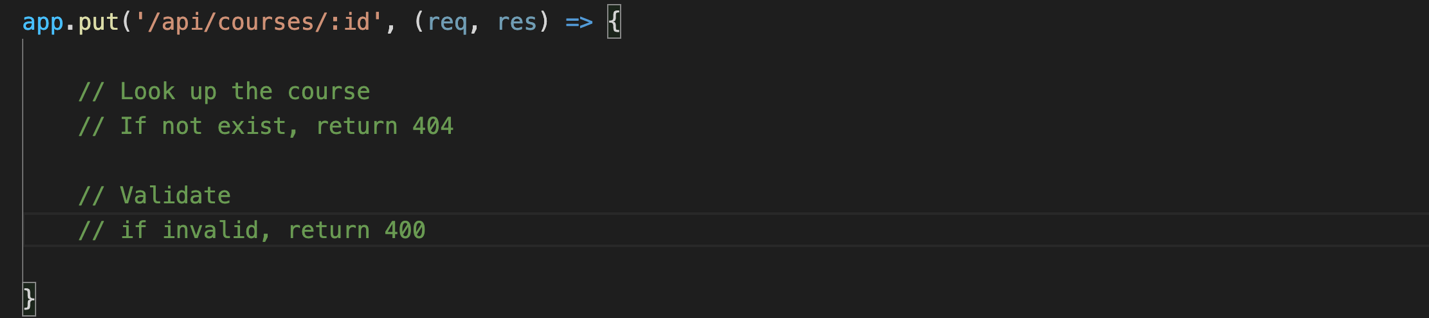 app.put('/api/courses/:id', (req, res) => {
// Look up the course
// If not exist, return 404
// Validate
// if invalid, return 400
}